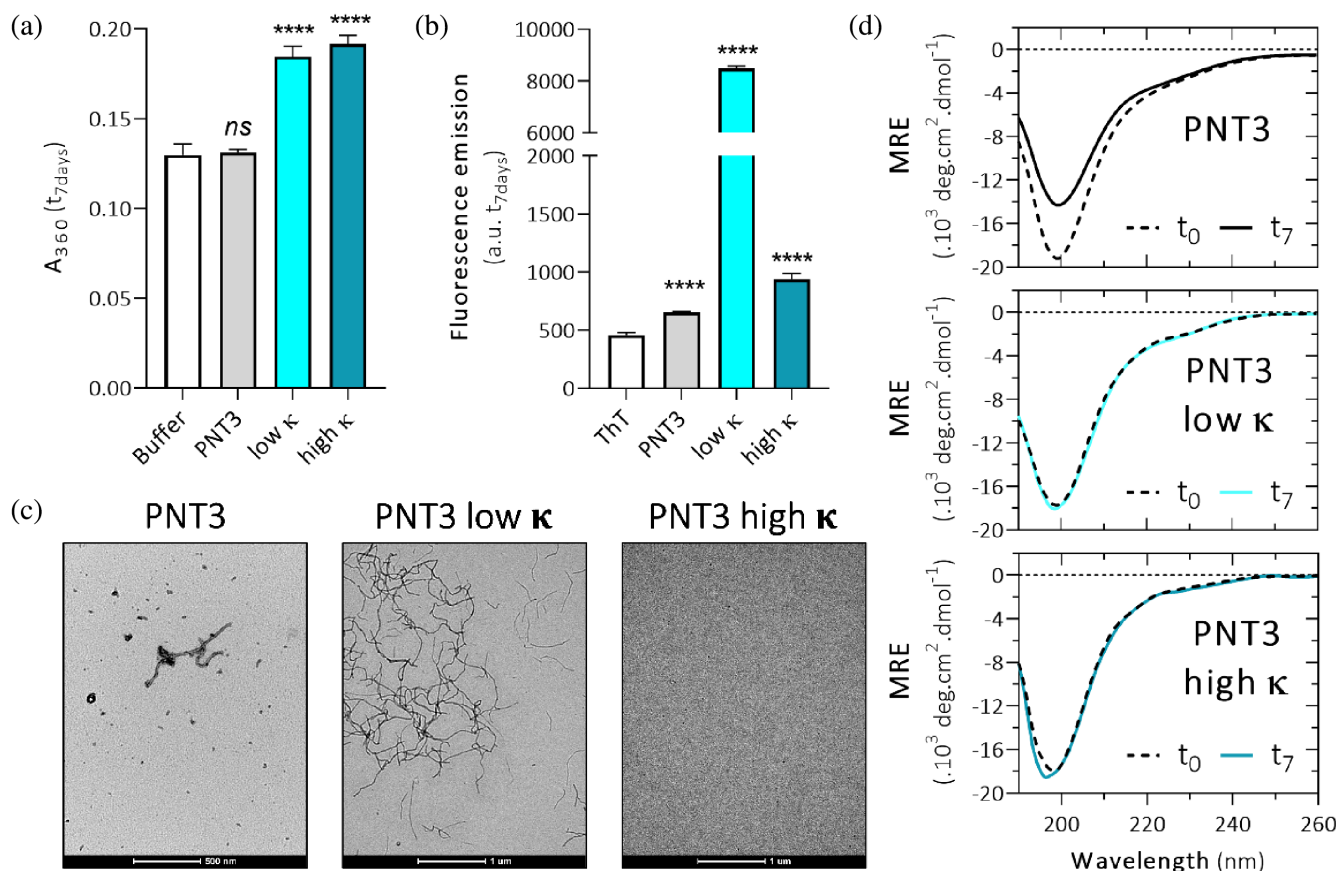 (a)
0.20
0.15
0.10
0.05
0.00
A360 (t7days)
ns
****
****
Buffer
PNT3
low κ
high κ
(b)
10000
8000
6000
2000
1000
500
0
Fluorescence emission
(a.u. t7days)
****
****
****
ThT
PNT3
low κ
high κ
(c)
PNT3
PNT3 low κ
PNT3 high κ
500 nm
1 um
1 um
(d)
0
-4
-8
-12
-16
-20
MRE
(.10³ deg.cm².dmol⁻¹)
PNT3
t0 t7
0
-4
-8
-12
-16
-20
MRE
(.10³ deg.cm².dmol⁻¹)
PNT3
low κ
t0 t7
0
-4
-8
-12
-16
-20
MRE
(.10³ deg.cm².dmol⁻¹)
PNT3
high κ
t0 t7
200 220 240 260
Wavelength (nm)